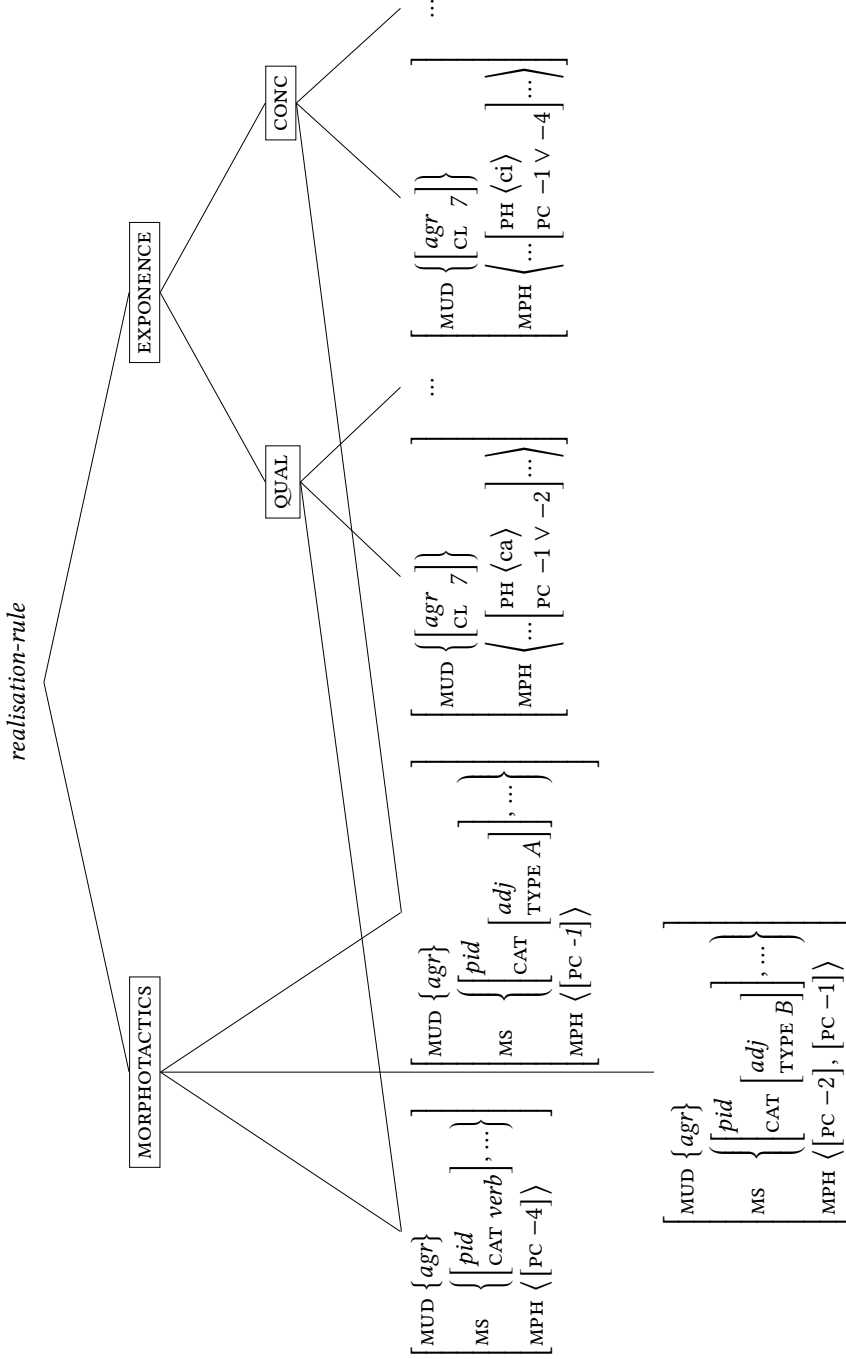 realisation-rule
MORPHOTACTICS
EXPONENCE
QUAL
CONC
MUD {agr}
MS {[pid
CAT verb], …}
MPH ⟨[PC −4]⟩
MUD {agr}
MS {[pid
CAT [adj
TYPE A]], …}
MPH ⟨[PC -1]⟩
MUD {[agr
CL 7]}
MPH ⟨… [PH ⟨ca⟩
PC −1 ∨ −2] …⟩
…
MUD {[agr
CL 7]}
MPH ⟨… [PH ⟨ci⟩
PC −1 ∨ −4] …⟩
…
MUD {agr}
MS {[pid
CAT [adj
TYPE B]], …}
MPH ⟨[PC −2], [PC −1]⟩